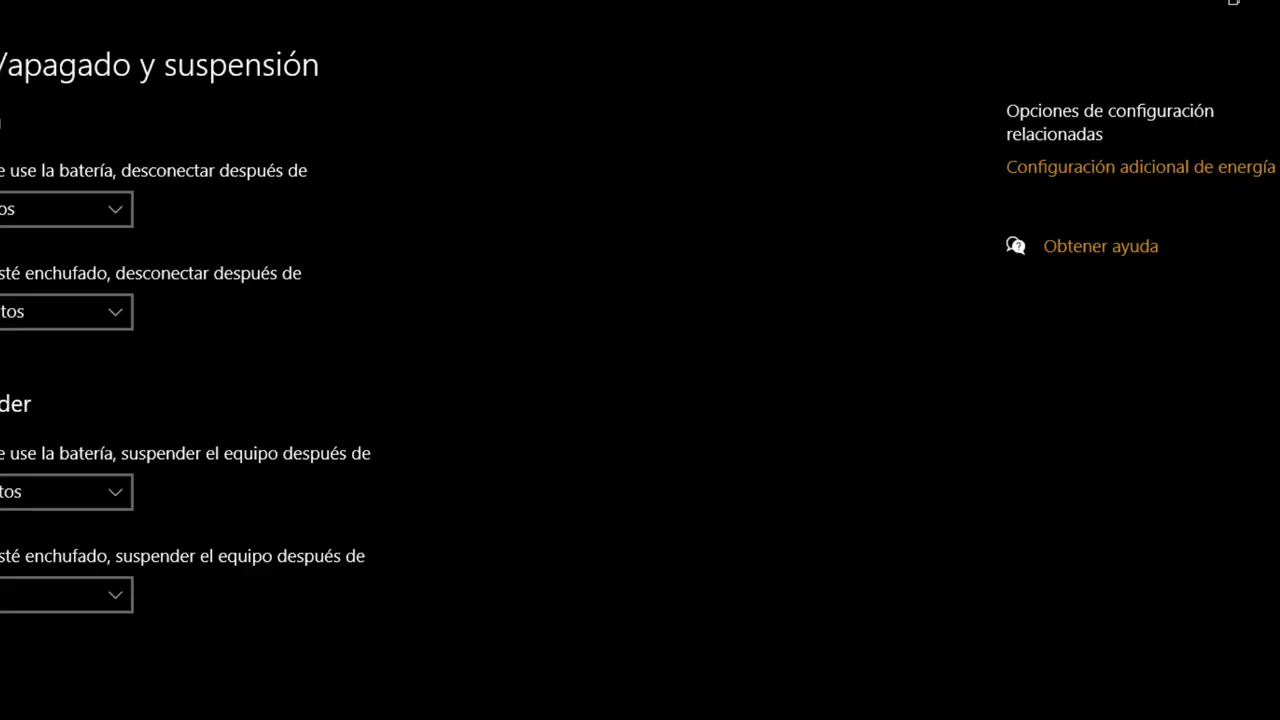 /apagado y suspensión
e use la batería, desconectar después de
os
sté enchufado, desconectar después de
tos
der
e use la batería, suspender el equipo después de
tos
sté enchufado, suspender el equipo después de
Opciones de configuración
relacionadas
Configuración adicional de energía
Obtener ayuda